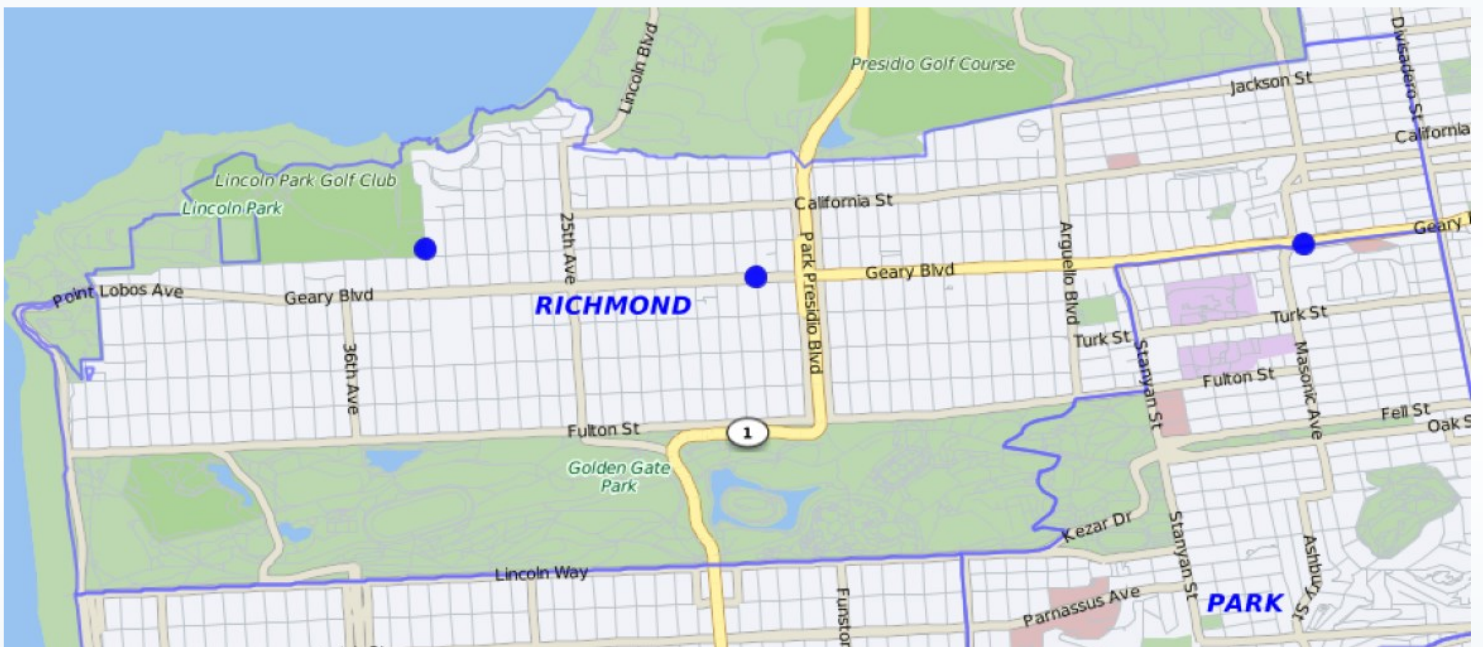 Lincoln Blvd
Presidio Golf Course
Divisadero St
Jackson St
California
Lincoln Park Golf Club
Lincoln Park
California St
25th Ave
Park Presidio Blvd
Arguello Blvd
Geary
Point Lobos Ave
Geary Blvd
Geary Blvd
RICHMOND
36th Ave
Turk St
Turk St
Stanyan St
Masonic Ave
Fulton St
Fulton St
1
Fell St
Oak S
Golden Gate
Park
Kezar Dr
Stanyan St
Ashbury St
Lincoln Way
Funston
Parnassus Ave
PARK